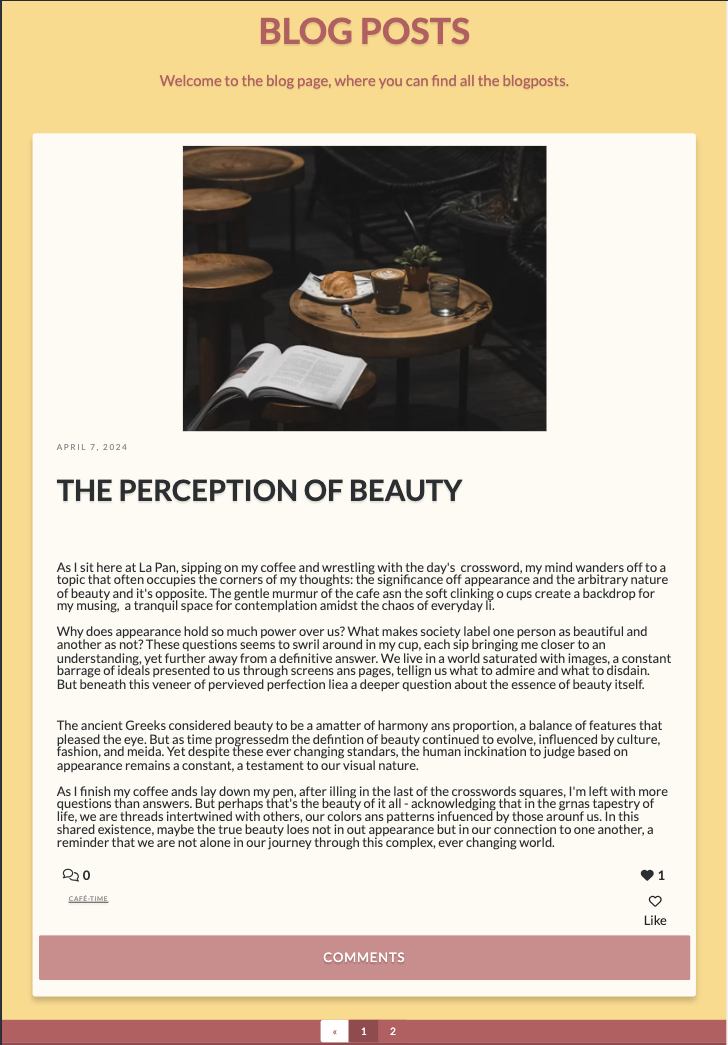 BLOG POSTS
Welcome to the blog page, where you can find all the blogposts.
APRIL 7, 2024
THE PERCEPTION OF BEAUTY
As I sit here at La Pan, sipping on my coffee and wrestling with the day's  crossword, my mind wanders off to a
topic that often occupies the corners of my thoughts: the significance off appearance and the arbitrary nature
of beauty and it's opposite. The gentle murmur of the cafe asn the soft clinking o cups create a backdrop for
my musing,  a tranquil space for contemplation amidst the chaos of everyday li.
Why does appearance hold so much power over us? What makes society label one person as beautiful and
another as not? These questions seems to swril around in my cup, each sip bringing me closer to an
understanding, yet further away from a definitive answer. We live in a world saturated with images, a constant
barrage of ideals presented to us through screens ans pages, tellign us what to admire and what to disdain.
But beneath this veneer of pervieved perfection liea a deeper question about the essence of beauty itself.
The ancient Greeks considered beauty to be a amatter of harmony ans proportion, a balance of features that
pleased the eye. But as time progressedm the defintion of beauty continued to evolve, influenced by culture,
fashion, and meida. Yet despite these ever changing standars, the human inckination to judge based on
appearance remains a constant, a testament to our visual nature.
As I finish my coffee ands lay down my pen, after illing in the last of the crosswords squares, I'm left with more
questions than answers. But perhaps that's the beauty of it all - acknowledging that in the grnas tapestry of
life, we are threads intertwined with others, our colors ans patterns infuenced by those arounf us. In this
shared existence, maybe the true beauty loes not in out appearance but in our connection to one another, a
reminder that we are not alone in our journey through this complex, ever changing world.
0
1
CAFÉ-TIME
Like
COMMENTS
« 1 2